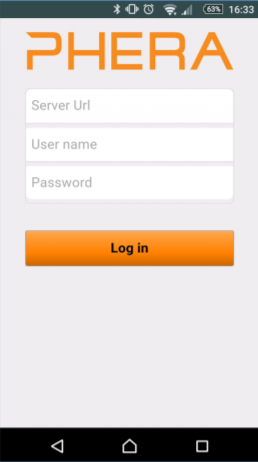 63% 16:33
PHERA
Server Url
User name
Password
Log in